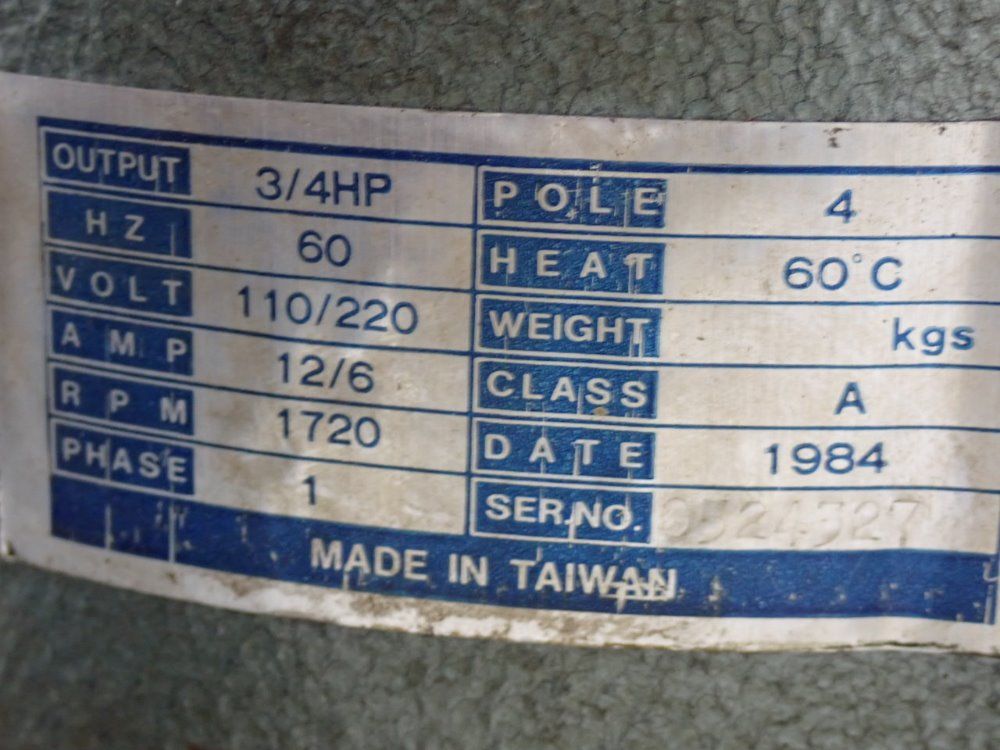 OUTPUT 3/4HP POLE 4
HZ 60 HEAT 60°C
VOLT 110/220 WEIGHT kgs
AMP 12/6 CLASS A
RPM 1720 DATE 1984
PHASE 1 SER.NO.
MADE IN TAIWAN